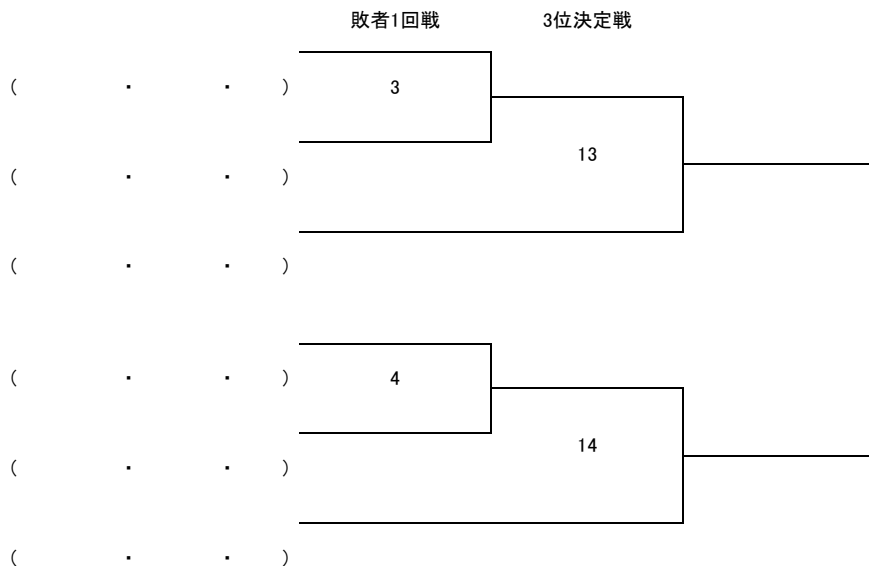 敗者1回戦 3位決定戦
( ・ ・ )
3
13
( ・ ・ )
( ・ ・ )
( ・ ・ )
4
14
( ・ ・ )
( ・ ・ )